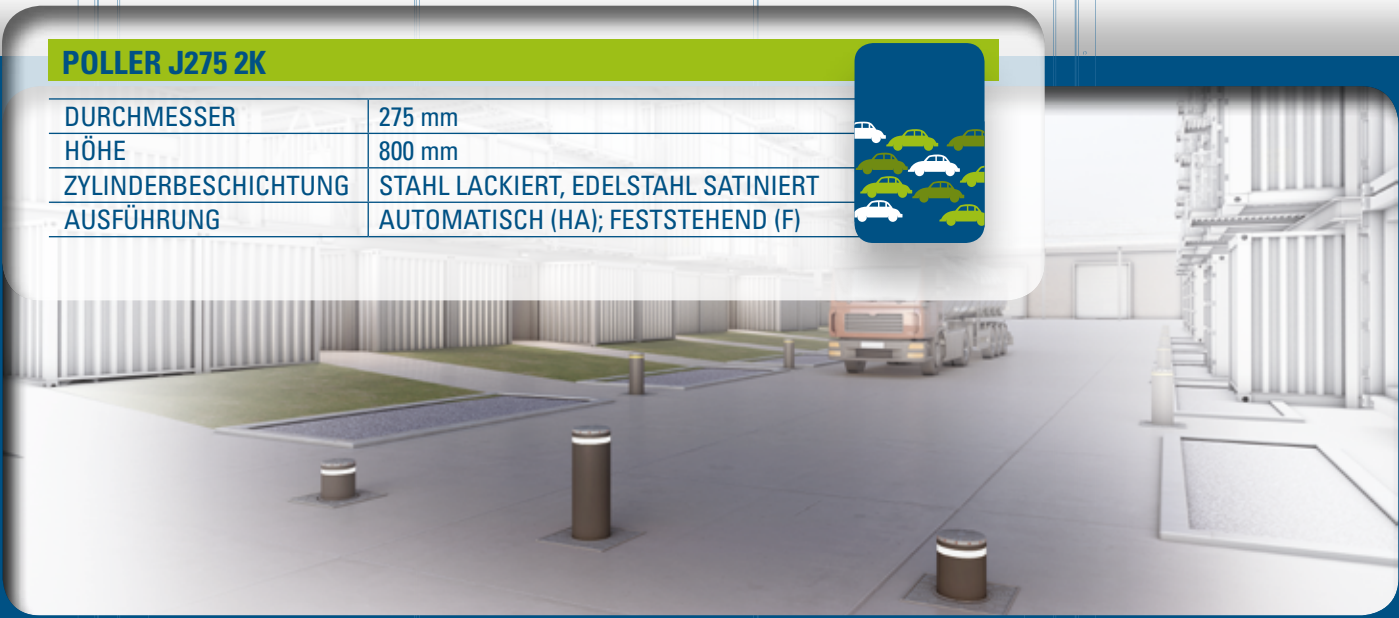 POLLER J275 2K
DURCHMESSER 275 mm
HÖHE 800 mm
ZYLINDERBESCHICHTUNG STAHL LACKIERT, EDELSTAHL SATINIERT
AUSFÜHRUNG AUTOMATISCH (HA); FESTSTEHEND (F)